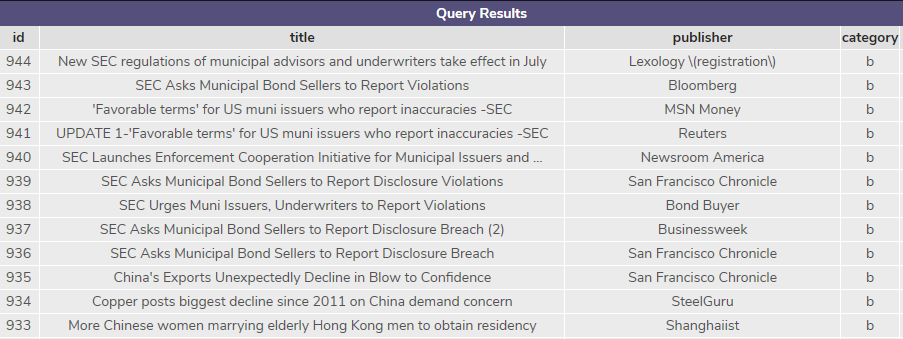 Query Results
id title publisher category
944 New SEC regulations of municipal advisors and underwriters take effect in July Lexology \(registration\) b
943 SEC Asks Municipal Bond Sellers to Report Violations Bloomberg b
942 'Favorable terms' for US muni issuers who report inaccuracies -SEC MSN Money b
941 UPDATE 1-'Favorable terms' for US muni issuers who report inaccuracies -SEC Reuters b
940 SEC Launches Enforcement Cooperation Initiative for Municipal Issuers and ... Newsroom America b
939 SEC Asks Municipal Bond Sellers to Report Disclosure Violations San Francisco Chronicle b
938 SEC Urges Muni Issuers, Underwriters to Report Violations Bond Buyer b
937 SEC Asks Municipal Bond Sellers to Report Disclosure Breach (2) Businessweek b
936 SEC Asks Municipal Bond Sellers to Report Disclosure Breach San Francisco Chronicle b
935 China's Exports Unexpectedly Decline in Blow to Confidence San Francisco Chronicle b
934 Copper posts biggest decline since 2011 on China demand concern SteelGuru b
933 More Chinese women marrying elderly Hong Kong men to obtain residency Shanghaiist b